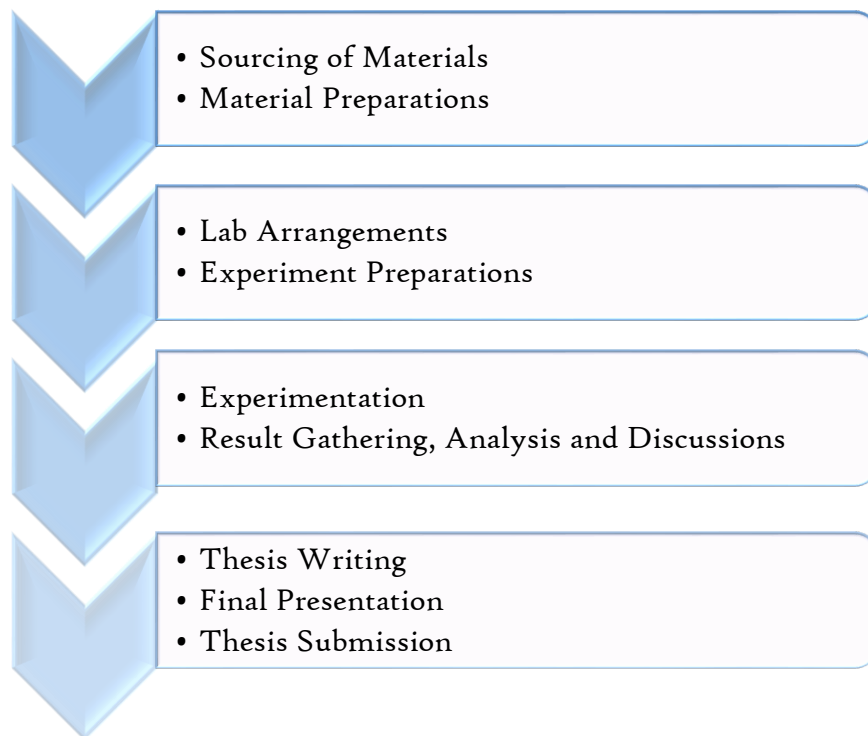 • Sourcing of Materials
• Material Preparations
• Lab Arrangements
• Experiment Preparations
• Experimentation
• Result Gathering, Analysis and Discussions
• Thesis Writing
• Final Presentation
• Thesis Submission